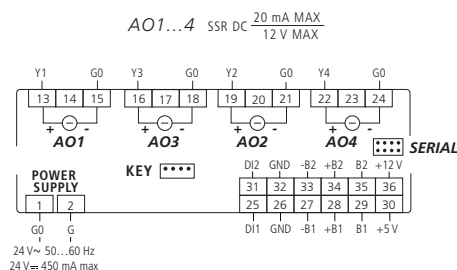 AO1...4 SSR DC 20 mA MAX
12 V MAX
Y1 G0 Y3 G0 Y2 G0 Y4 G0
13 14 15 16 17 18 19 20 21 22 23 24
+ - + - + - + -
AO1 AO3 AO2 AO4 SERIAL
KEY
DI2 GND -B2 +B2 B2 +12 V
POWER
SUPPLY
31 32 33 34 35 36
1 2 25 26 27 28 29 30
G0 G DI1 GND -B1 +B1 B1 +5 V
24 V~ 50...60 Hz
24 V⎓ 450 mA max